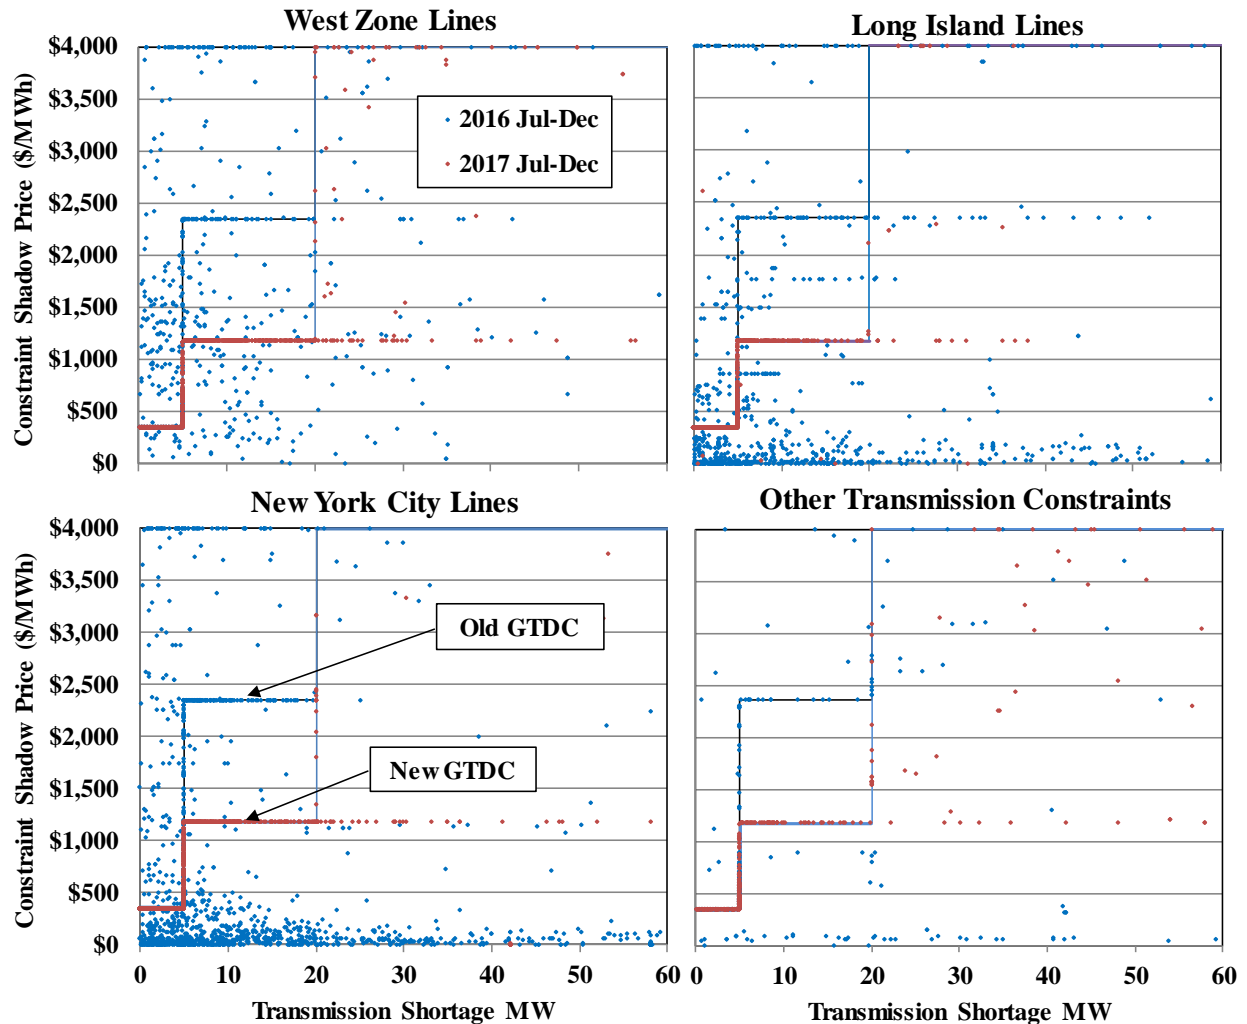 West Zone Lines
Long Island Lines
$4,000
$3,500
$3,000
$2,500
$2,000
$1,500
$1,000
$500
$0
Constraint Shadow Price ($/MWh)
2016 Jul-Dec
2017 Jul-Dec
New York City Lines
Other Transmission Constraints
$4,000
$3,500
$3,000
$2,500
$2,000
$1,500
$1,000
$500
$0
Constraint Shadow Price ($/MWh)
Old GTDC
New GTDC
0 10 20 30 40 50 60
0 10 20 30 40 50 60
Transmission Shortage MW
Transmission Shortage MW